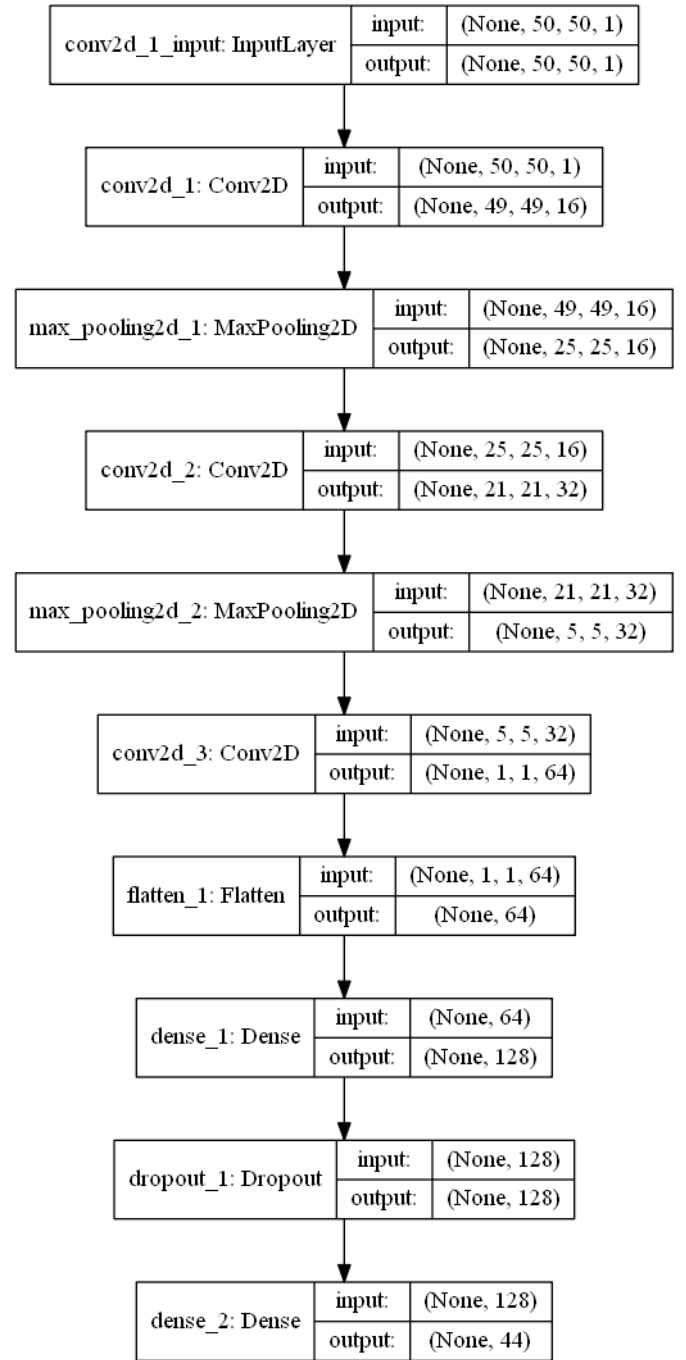 conv2d_1_input: InputLayer
input: (None, 50, 50, 1)
output: (None, 50, 50, 1)
conv2d_1: Conv2D
input: (None, 50, 50, 1)
output: (None, 49, 49, 16)
max_pooling2d_1: MaxPooling2D
input: (None, 49, 49, 16)
output: (None, 25, 25, 16)
conv2d_2: Conv2D
input: (None, 25, 25, 16)
output: (None, 21, 21, 32)
max_pooling2d_2: MaxPooling2D
input: (None, 21, 21, 32)
output: (None, 5, 5, 32)
conv2d_3: Conv2D
input: (None, 5, 5, 32)
output: (None, 1, 1, 64)
flatten_1: Flatten
input: (None, 1, 1, 64)
output: (None, 64)
dense_1: Dense
input: (None, 64)
output: (None, 128)
dropout_1: Dropout
input: (None, 128)
output: (None, 128)
dense_2: Dense
input: (None, 128)
output: (None, 44)